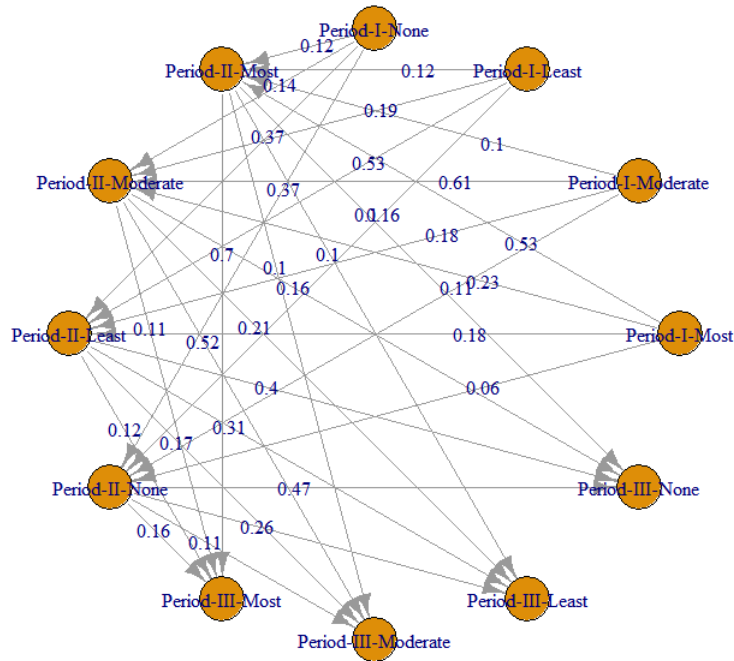 Period-I-None
0.12
Period-II-Most
0.12
Period-I-Least
0.14
0.19
0.37
0.1
0.53
Period-II-Moderate
0.37
0.61
Period-I-Moderate
0.16
0.18
0.53
0.7
0.1
0.1
0.16
0.11
0.23
Period-II-Least
0.11
0.52
0.21
0.18
Period-I-Most
0.4
0.06
0.12
0.17
0.31
Period-II-None
0.47
Period-III-None
0.16
0.11
0.26
Period-III-Most
Period-III-Least
Period-III-Moderate